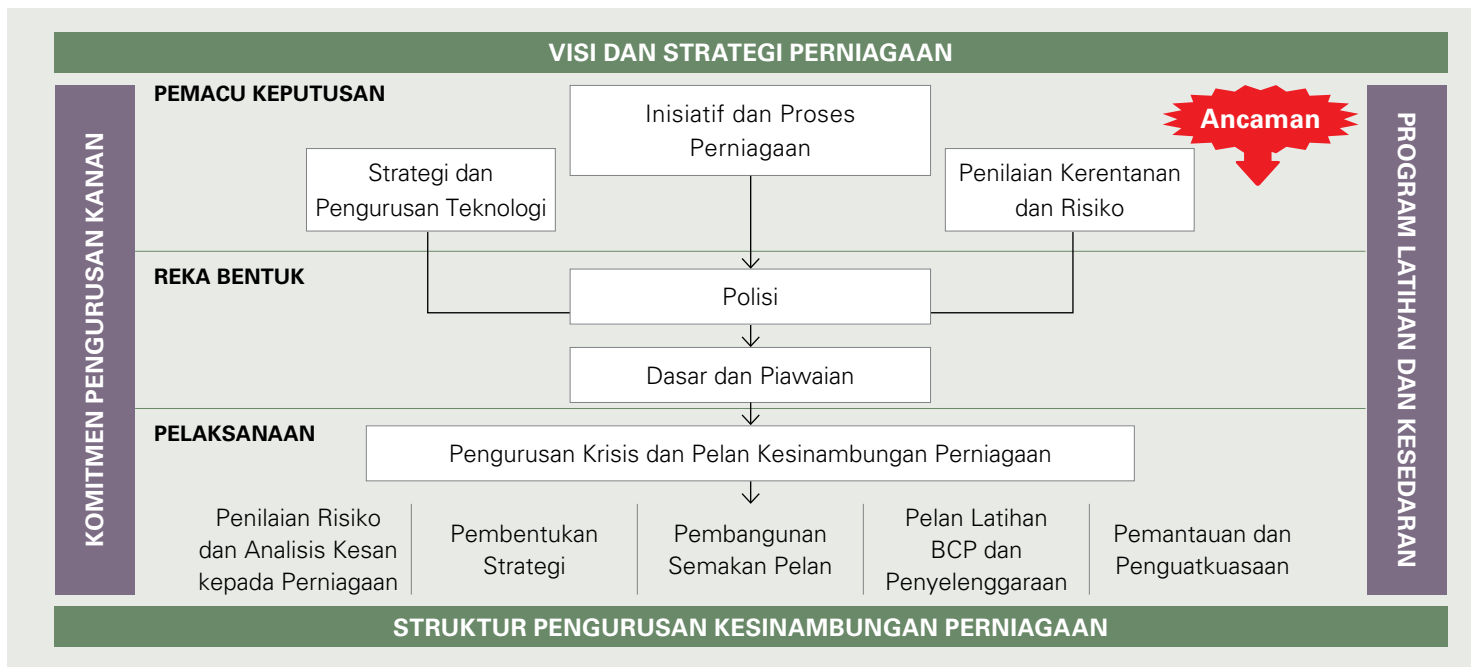 VISI DAN STRATEGI PERNIAGAAN
KOMITMEN PENGURUSAN KANAN
PEMACU KEPUTUSAN
Inisiatif dan Proses
Perniagaan
Ancaman
Strategi dan
Pengurusan Teknologi
Penilaian Kerentanan
dan Risiko
REKA BENTUK
Polisi
Dasar dan Piawaian
PELAKSANAAN
Pengurusan Krisis dan Pelan Kesinambungan Perniagaan
Penilaian Risiko
dan Analisis Kesan
kepada Perniagaan
Pembentukan
Strategi
Pembangunan
Semakan Pelan
Pelan Latihan
BCP dan
Penyelenggaraan
Pemantauan dan
Penguatkuasaan
PROGRAM LATIHAN DAN KESEDARAN
STRUKTUR PENGURUSAN KESINAMBUNGAN PERNIAGAAN